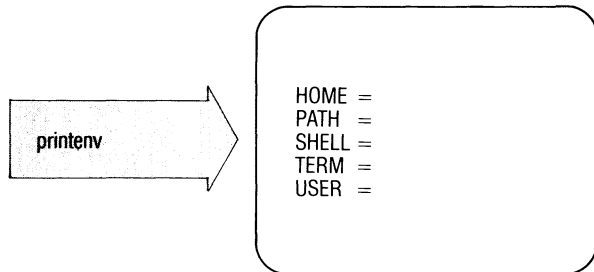 printenv
HOME =
PATH =
SHELL =
TERM =
USER =